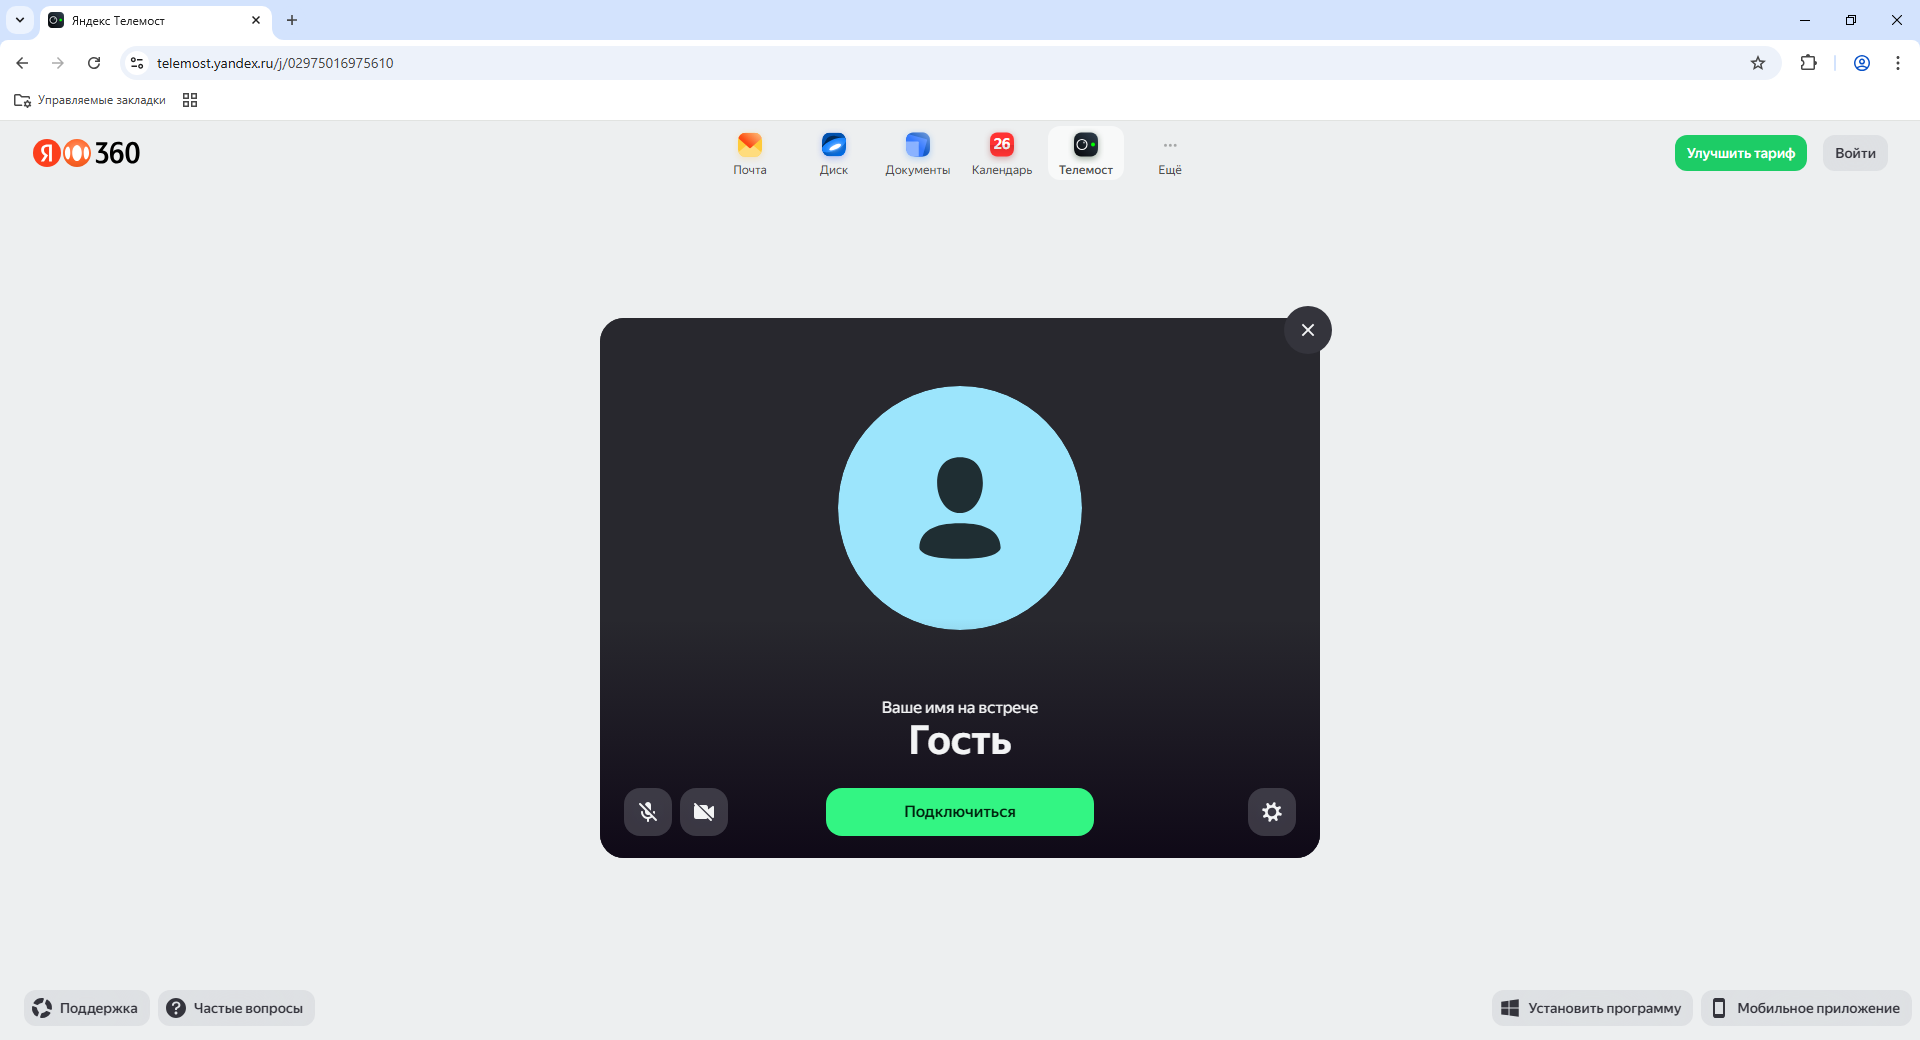 Яндекс Телемост
telemost.yandex.ru/j/02975016975610
Управляемые закладки
Я 360
Почта
Диск
Документы
26
Календарь
Телемост
Ещё
Улучшить тариф
Войти
Ваше имя на встрече
Гость
Подключиться
Поддержка
? Частые вопросы
Установить программу
Мобильное приложение